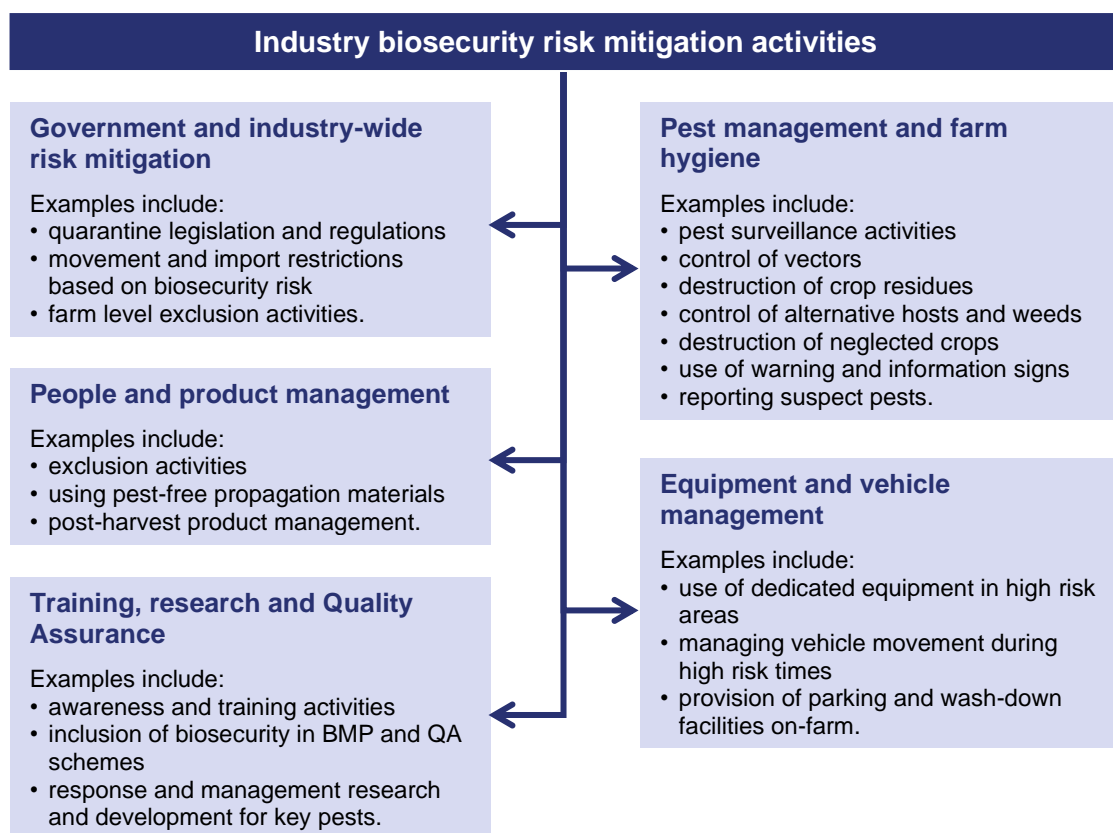 Industry biosecurity risk mitigation activities
Government and industry-wide
risk mitigation
Examples include:
• quarantine legislation and regulations
• movement and import restrictions
based on biosecurity risk
• farm level exclusion activities.
People and product management
Examples include:
• exclusion activities
• using pest-free propagation materials
• post-harvest product management.
Training, research and Quality
Assurance
Examples include:
• awareness and training activities
• inclusion of biosecurity in BMP and QA
schemes
• response and management research
and development for key pests.
Pest management and farm
hygiene
Examples include:
• pest surveillance activities
• control of vectors
• destruction of crop residues
• control of alternative hosts and weeds
• destruction of neglected crops
• use of warning and information signs
• reporting suspect pests.
Equipment and vehicle
management
Examples include:
• use of dedicated equipment in high risk
areas
• managing vehicle movement during
high risk times
• provision of parking and wash-down
facilities on-farm.